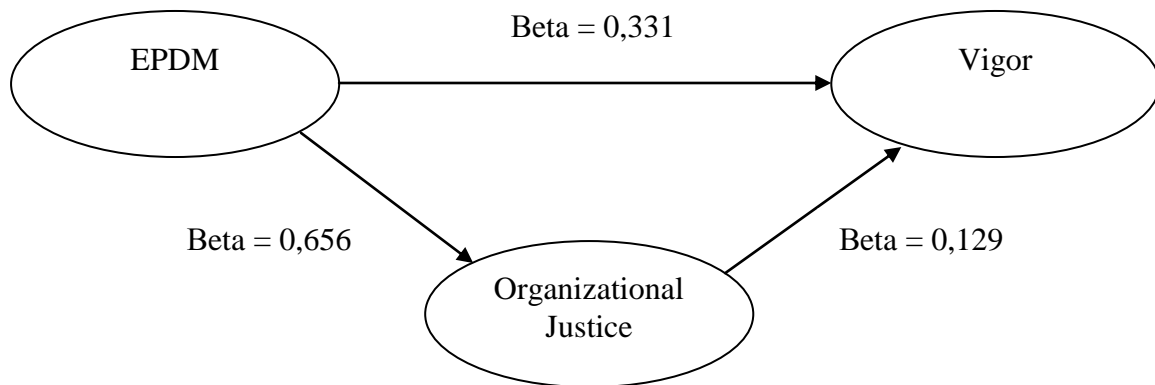 Beta = 0,331
EPDM
Vigor
Beta = 0,656
Beta = 0,129
Organizational
Justice